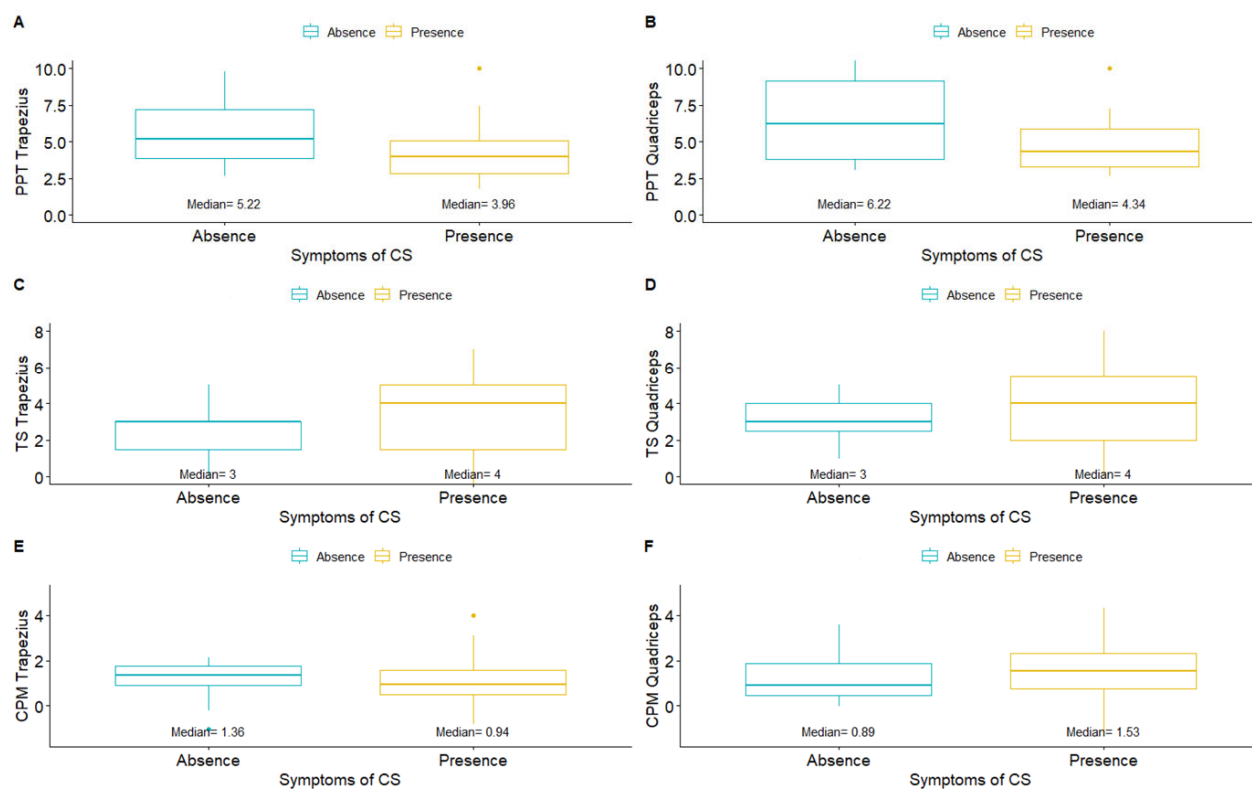 A
Absence Presence
10.0
7.5
5.0
2.5
0.0
PPT Trapezius
Median= 5.22 Median= 3.96
Absence Presence
Symptoms of CS
B
Absence Presence
10.0
7.5
5.0
2.5
0.0
PPT Quadriceps
Median= 6.22 Median= 4.34
Absence Presence
Symptoms of CS
C
Absence Presence
8
6
4
2
0
TS Trapezius
Median= 3 Median= 4
Absence Presence
Symptoms of CS
D
Absence Presence
8
6
4
2
0
TS Quadriceps
Median= 3 Median= 4
Absence Presence
Symptoms of CS
E
Absence Presence
4
2
0
CPM Trapezius
Median= 1.36 Median= 0.94
Absence Presence
Symptoms of CS
F
Absence Presence
4
2
0
CPM Quadriceps
Median= 0.89 Median= 1.53
Absence Presence
Symptoms of CS